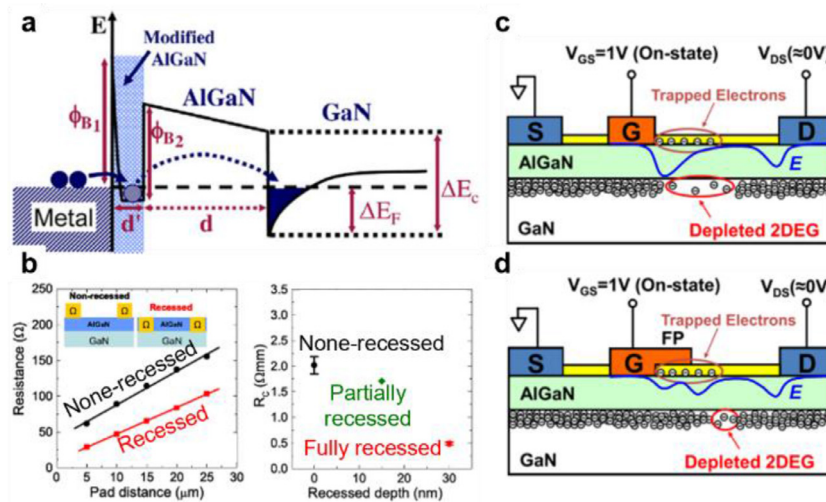 a
E
Modified
AlGaN
AlGaN
GaN
ϕB1
ϕB2
ΔEc
ΔEF
Metal
d'
d
b
Resistance (Ω)
250
200
150
100
50
0
Non-recessed
Recessed
Ω Ω Ω Ω
AlGaN AlGaN
GaN GaN
None-recessed
Recessed
0 5 10 15 20 25 30
Pad distance (μm)
RC (Ωmm)
3.5
3.0
2.5
2.0
1.5
1.0
0.5
0.0
None-recessed
Partially
recessed
Fully recessed
0 10 20 30
Recessed depth (nm)
c
VGS=1V (On-state)
VDS(≈0V)
Trapped Electrons
S G D
AlGaN
E
GaN
Depleted 2DEG
d
VGS=1V (On-state)
VDS(≈0V)
FP
Trapped Electrons
S G D
AlGaN
E
GaN
Depleted 2DEG